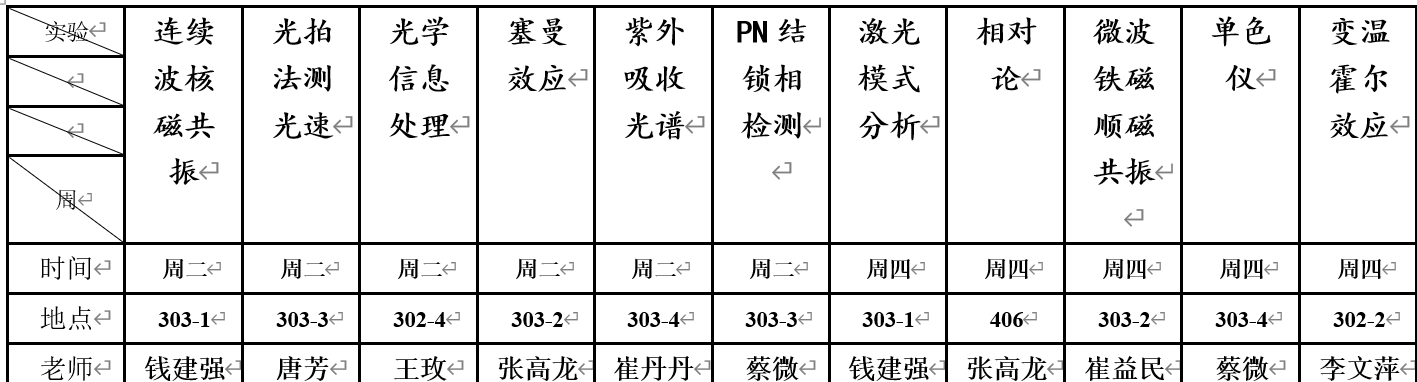 实验 连续 光拍 光学 塞曼 紫外 PN结 激光 相对 微波 单色 变温
波核 法测 信息 效应 吸收 锁相 模式 论 铁磁 仪 霍尔
磁共 光速 处理 光谱 检测 分析 顺磁 效应
周 振 共振
时间 周二 周二 周二 周二 周二 周二 周四 周四 周四 周四 周四
地点 303-1 303-3 302-4 303-2 303-4 303-3 303-1 406 303-2 303-4 302-2
老师 钱建强 唐芳 王玫 张高龙 崔丹丹 蔡微 钱建强 张高龙 崔益民 蔡微 李文萍